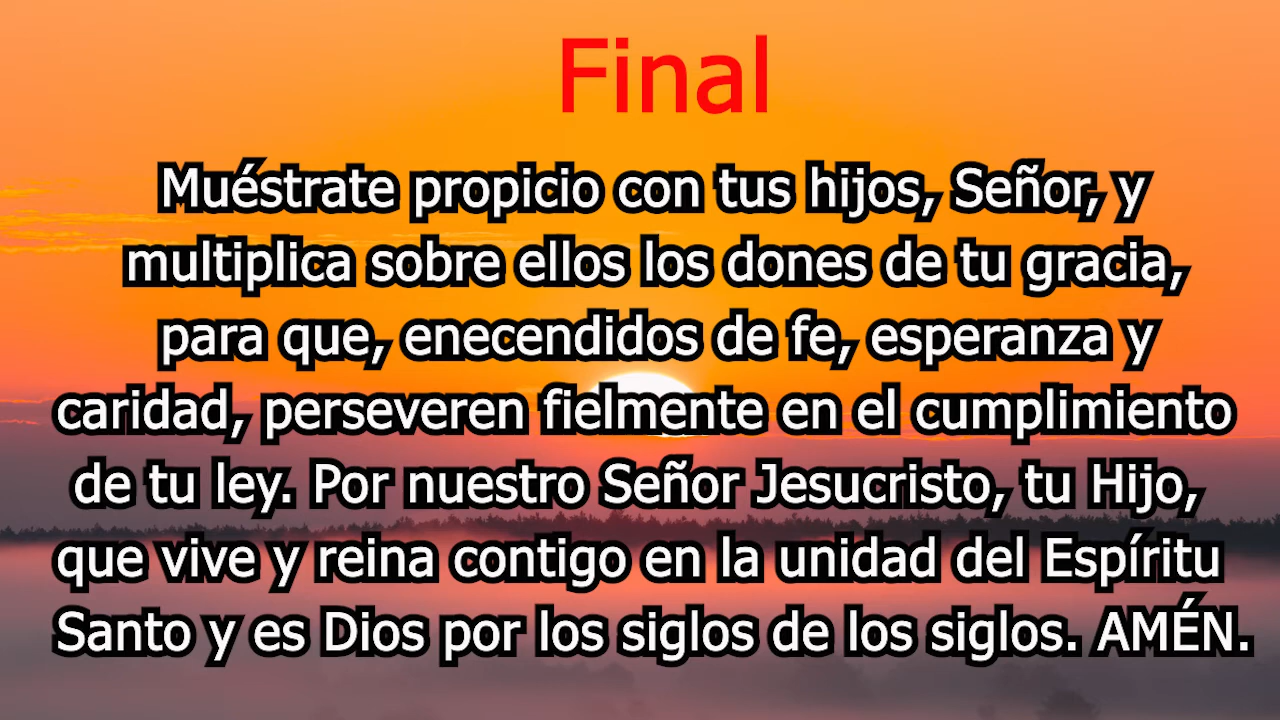 Final
Muéstrate propicio con tus hijos, Señor, y
multiplica sobre ellos los dones de tu gracia,
para que, enecendidos de fe, esperanza y
caridad, perseveren fielmente en el cumplimiento
de tu ley. Por nuestro Señor Jesucristo, tu Hijo,
que vive y reina contigo en la unidad del Espíritu
Santo y es Dios por los siglos de los siglos. AMÉN.